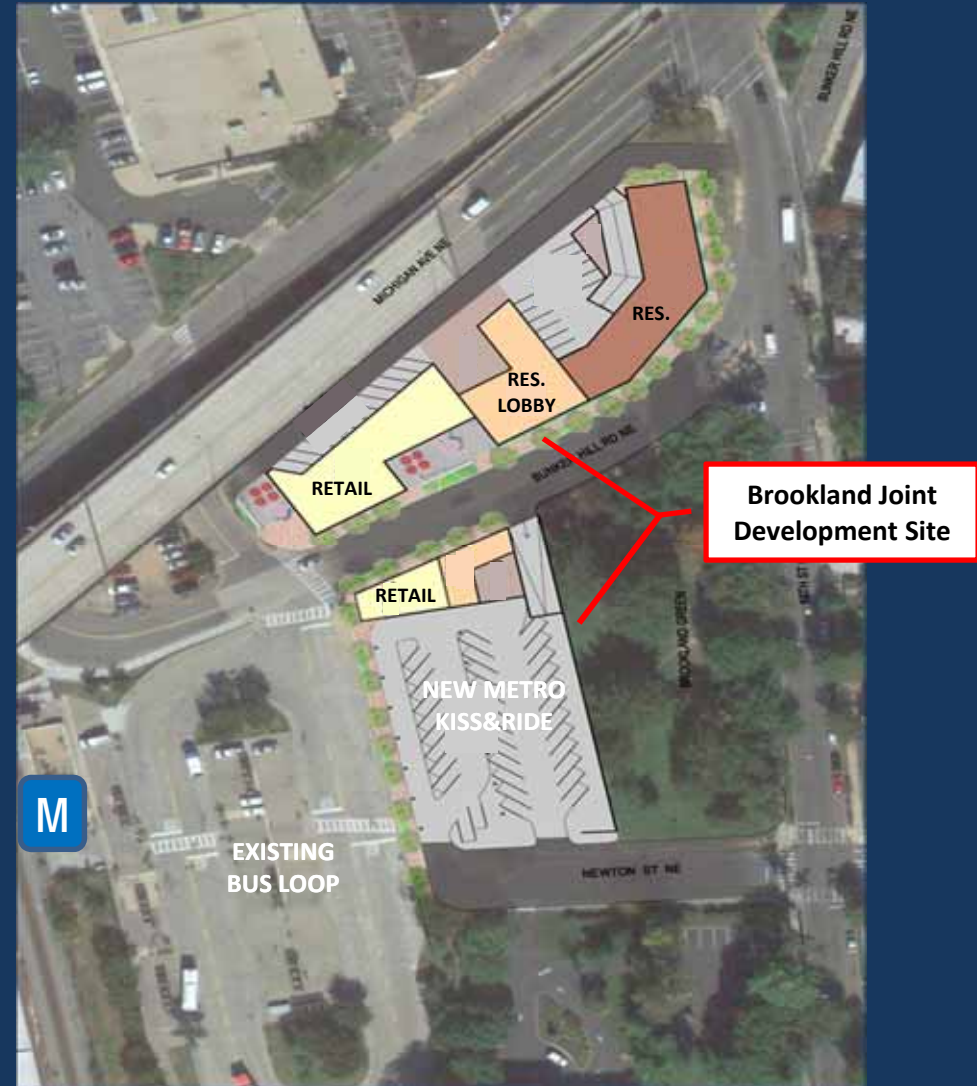 BUNKER HILL RD NE
MICHIGAN AVE NE
RES.
RES.
LOBBY
BUNKER HILL RD NE
RETAIL
Brookland Joint
Development Site
RETAIL
BROOKLAND GREEN
NEW METRO
KISS&RIDE
M
EXISTING
BUS LOOP
NEWTON ST NE